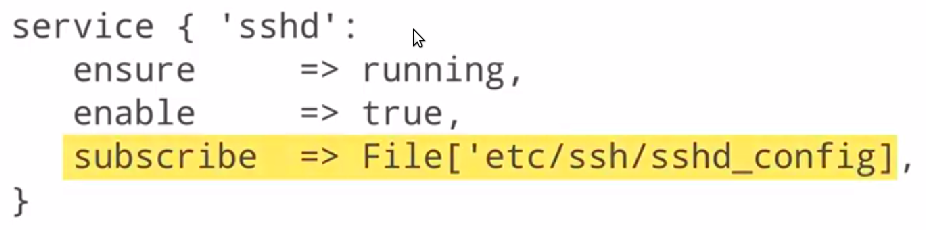 service { 'sshd':
   ensure     => running,
   enable     => true,
   subscribe  => File['etc/ssh/sshd_config],
}